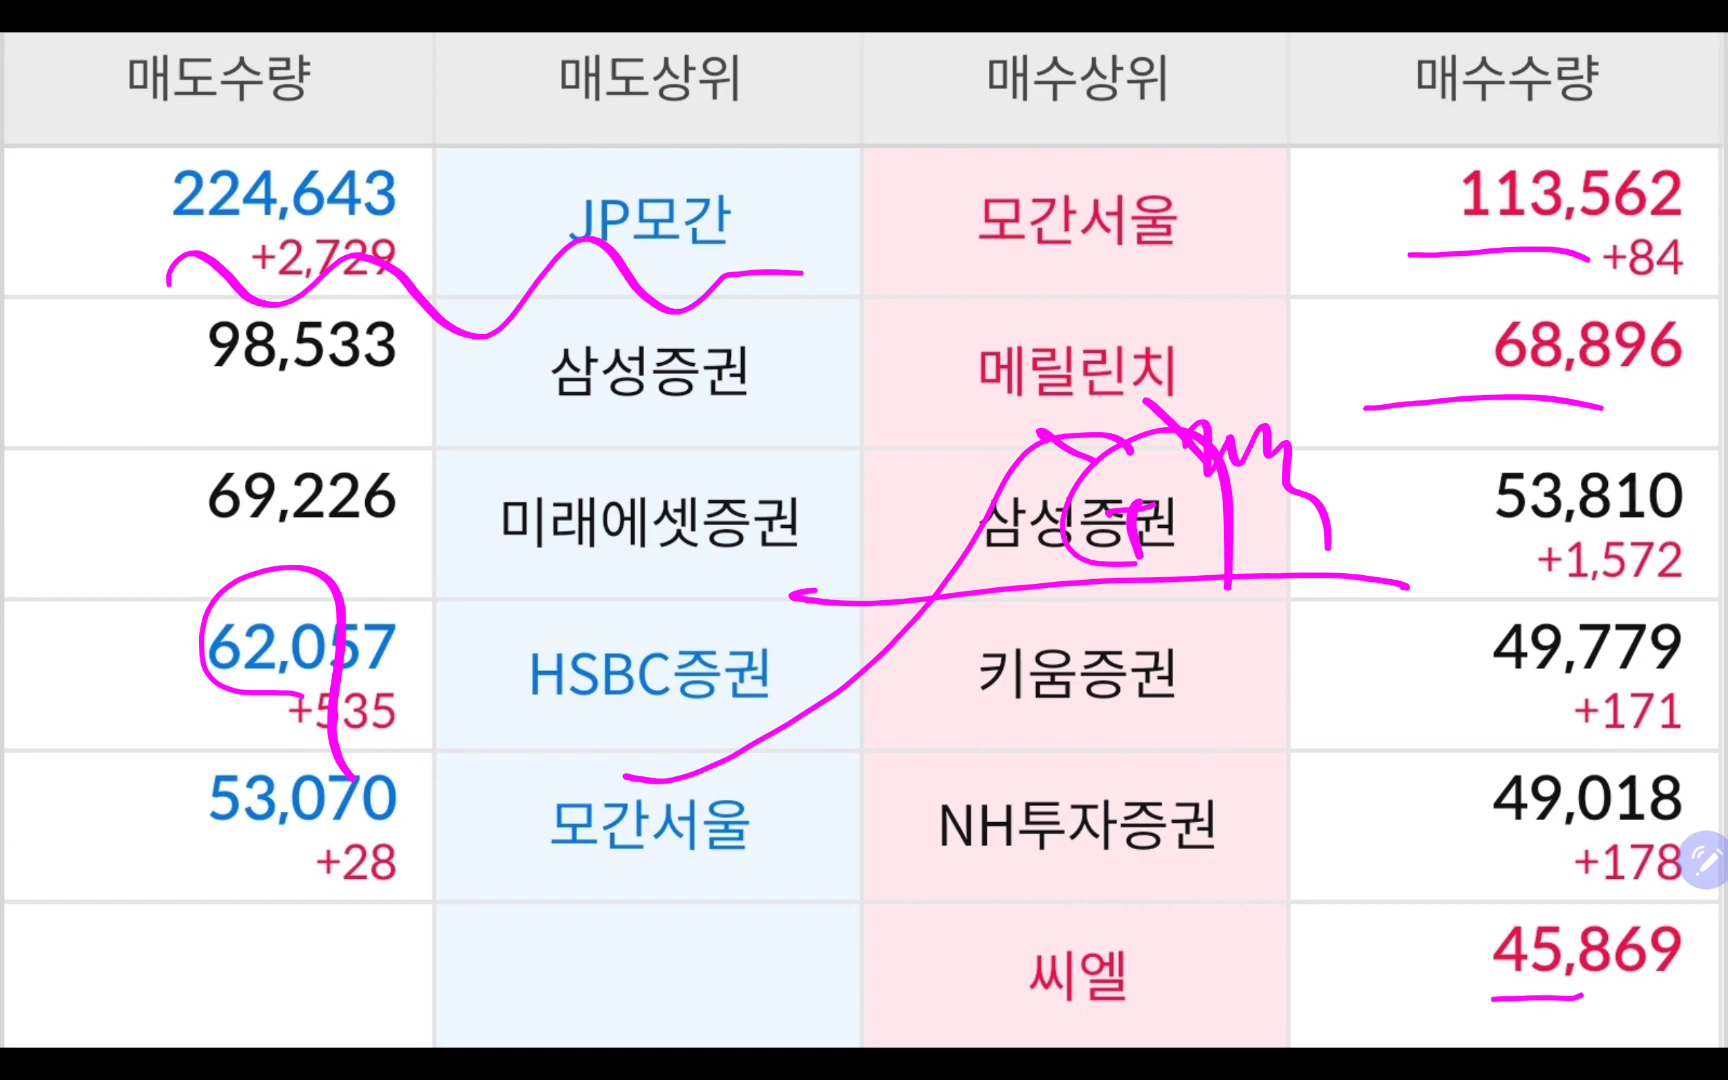 매도수량 매도상위 매수상위 매수수량
224,643 JP모간 모간서울 113,562
+2,729 +84
98,533 삼성증권 메릴린치 68,896
69,226 미래에셋증권 삼성증권 53,810
+1,572
62,057 HSBC증권 키움증권 49,779
+535 +171
53,070 모간서울 NH투자증권 49,018
+28 +178
씨엘 45,869